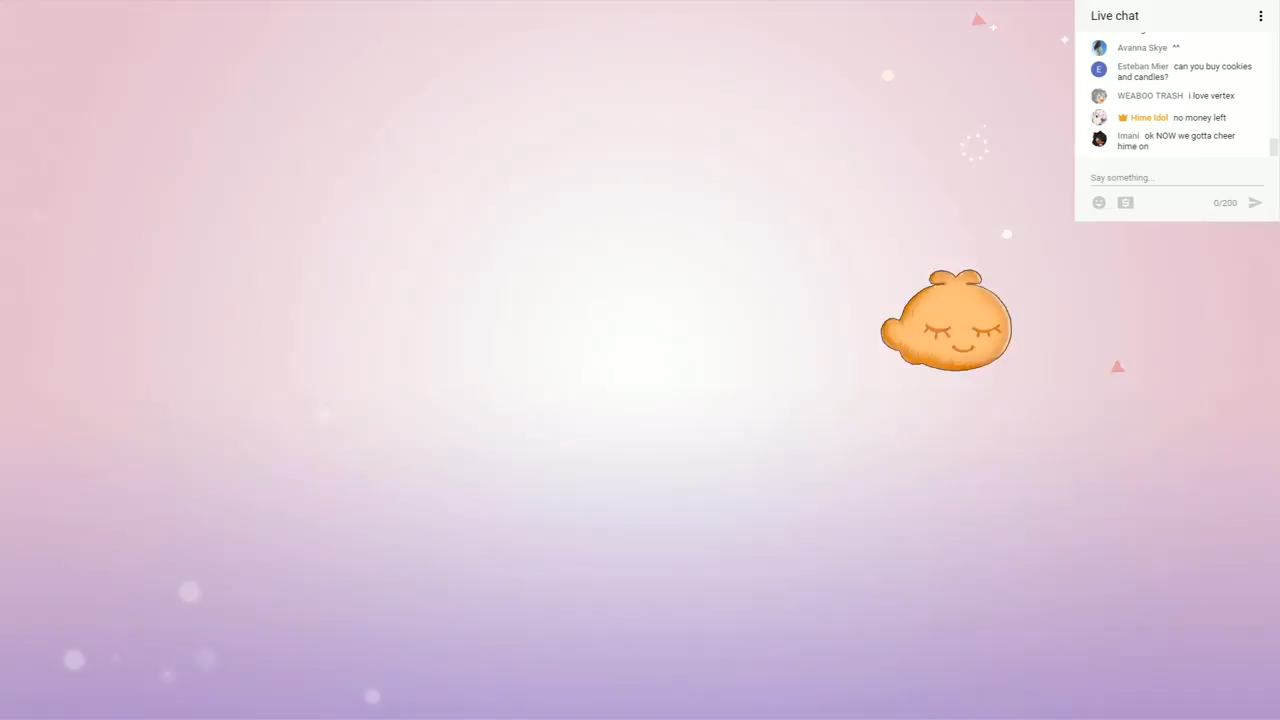 Live chat
Avanna Skye ^^
Esteban Mier can you buy cookies
and candles?
WEABOO TRASH i love vertex
Hime Idol no money left
Imani ok NOW we gotta cheer
hime on
Say something...
0/200